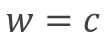 w = c